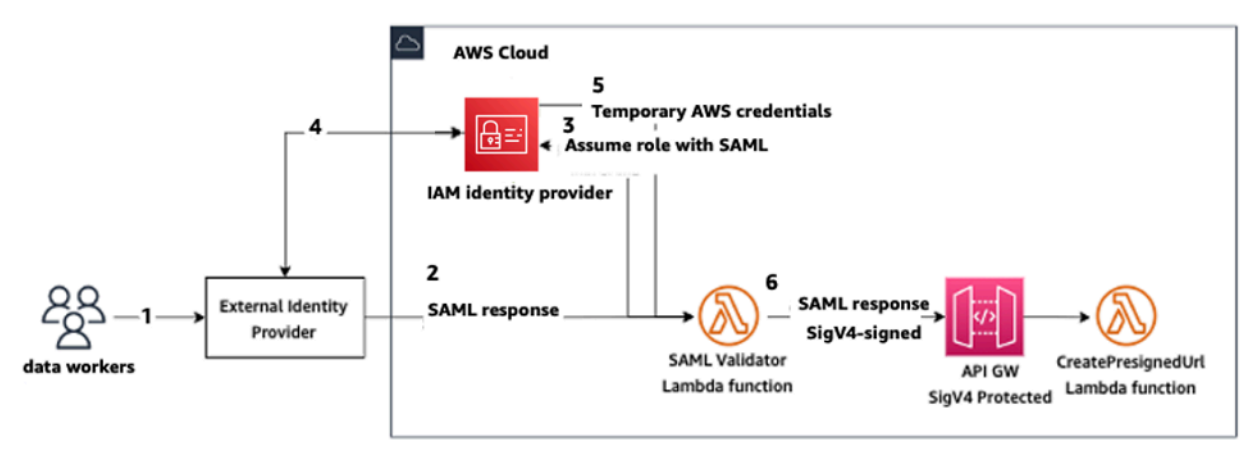 AWS Cloud
5
Temporary AWS credentials
3
Assume role with SAML
4
IAM identity provider
2
SAML response
1
External Identity
Provider
data workers
6
SAML response
SigV4-signed
SAML Validator
Lambda function
API GW
SigV4 Protected
CreatePresignedUrl
Lambda function